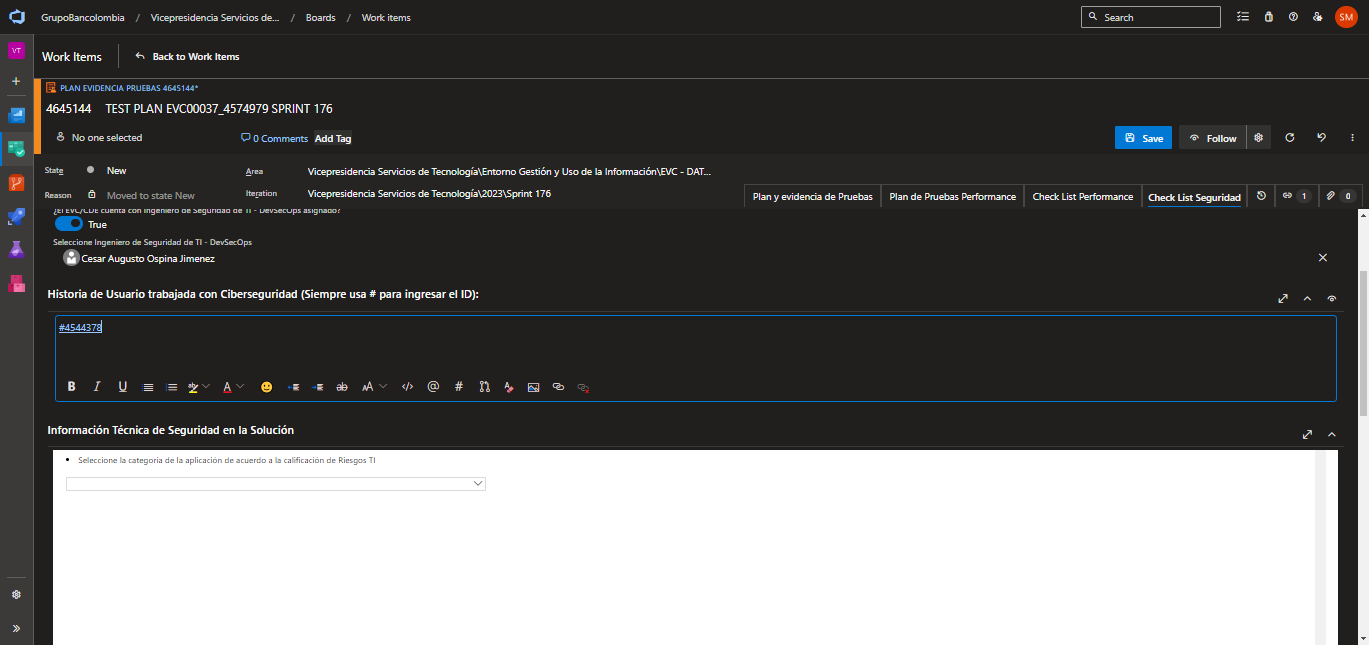 GrupoBancolombia / Vicepresidencia Servicios de... / Boards / Work items
Search
SM
VT
Work Items
Back to Work Items
PLAN EVIDENCIA PRUEBAS 4645144*
4645144 TEST PLAN EVC00037_4574979 SPRINT 176
No one selected
0 Comments
Add Tag
Save
Follow
State New
Area Vicepresidencia Servicios de Tecnología\Entorno Gestión y Uso de la Información\EVC - DAT...
Reason Moved to state New
Iteration Vicepresidencia Servicios de Tecnología\2023\Sprint 176
Plan y evidencia de Pruebas
Plan de Pruebas Performance
Check List Performance
Check List Seguridad
1
0
¿El EVC/CDE cuenta con Ingeniero de Seguridad de TI - DevSecOps asignado?
True
Seleccione Ingeniero de Seguridad de TI - DevSecOps
Cesar Augusto Ospina Jimenez
Historia de Usuario trabajada con Ciberseguridad (Siempre usa # para ingresar el ID):
#4544378
Información Técnica de Seguridad en la Solución
• Seleccione la categoría de la aplicación de acuerdo a la calificación de Riesgos TI